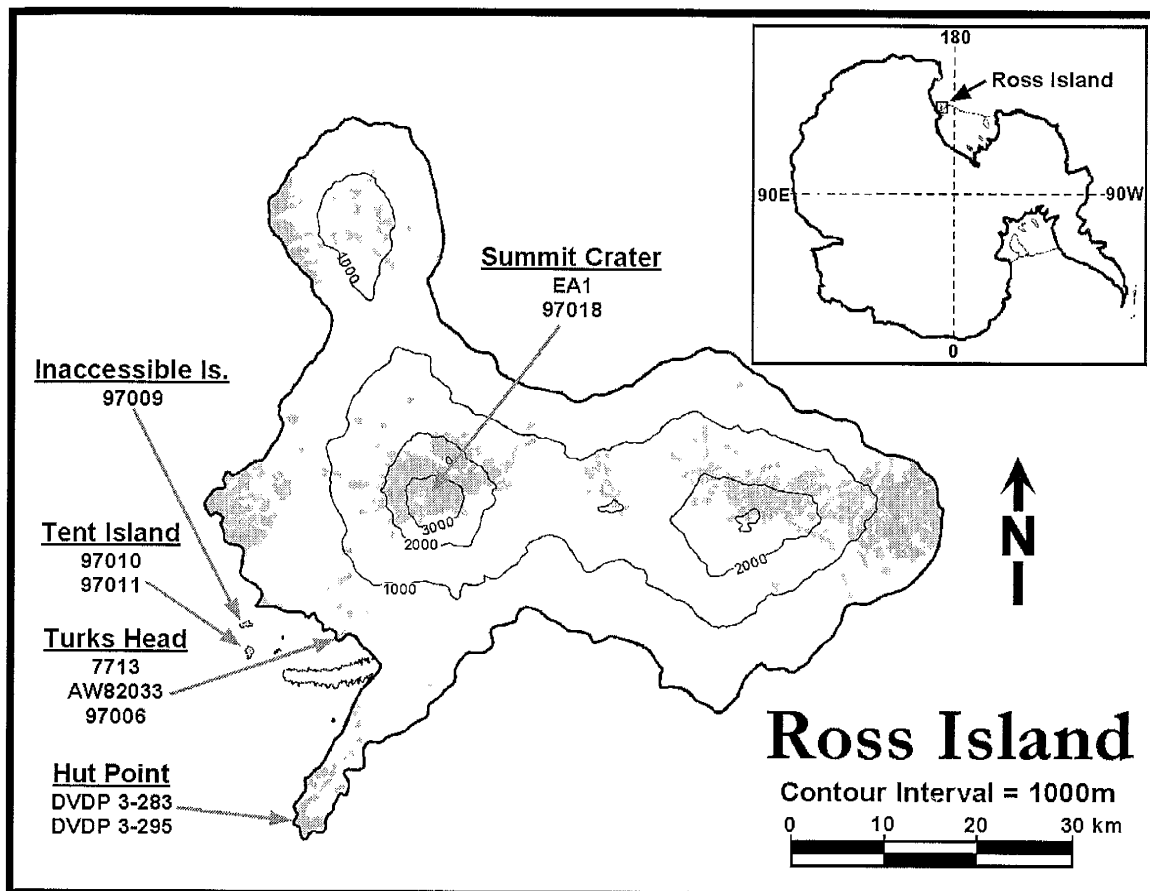 180
Ross Island
90E
90W
0
Summit Crater
EA1
97018
Inaccessible Is.
97009
Tent Island
97010
97011
Turks Head
7713
AW82033
97006
Hut Point
DVDP 3-283
DVDP 3-295
1000
3000
2000
1000
2000
N
Ross Island
Contour Interval = 1000m
0 10 20 30 km